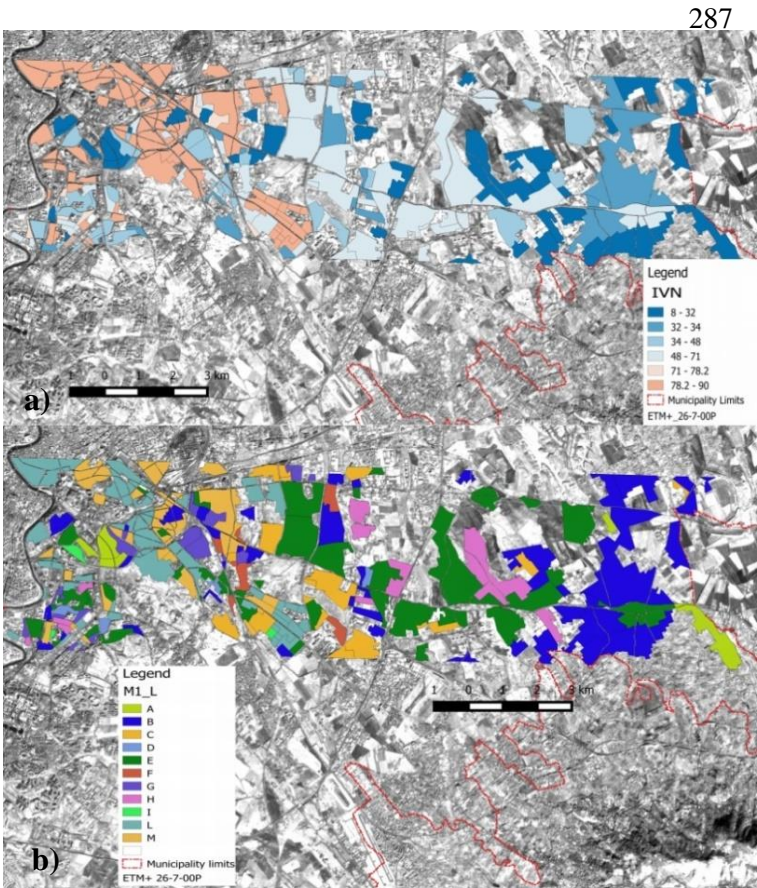 287
Legend
IVN
8 - 32
32 - 34
34 - 48
48 - 71
71 - 78.2
78.2 - 90
Municipality Limits
ETM+_26-7-00P
1 0 1 2 3 km
a)
Legend
M1_L
A
B
C
D
E
F
G
H
I
L
M
Municipality limits
ETM+ 26-7-00P
1 0 1 2 3 km
b)